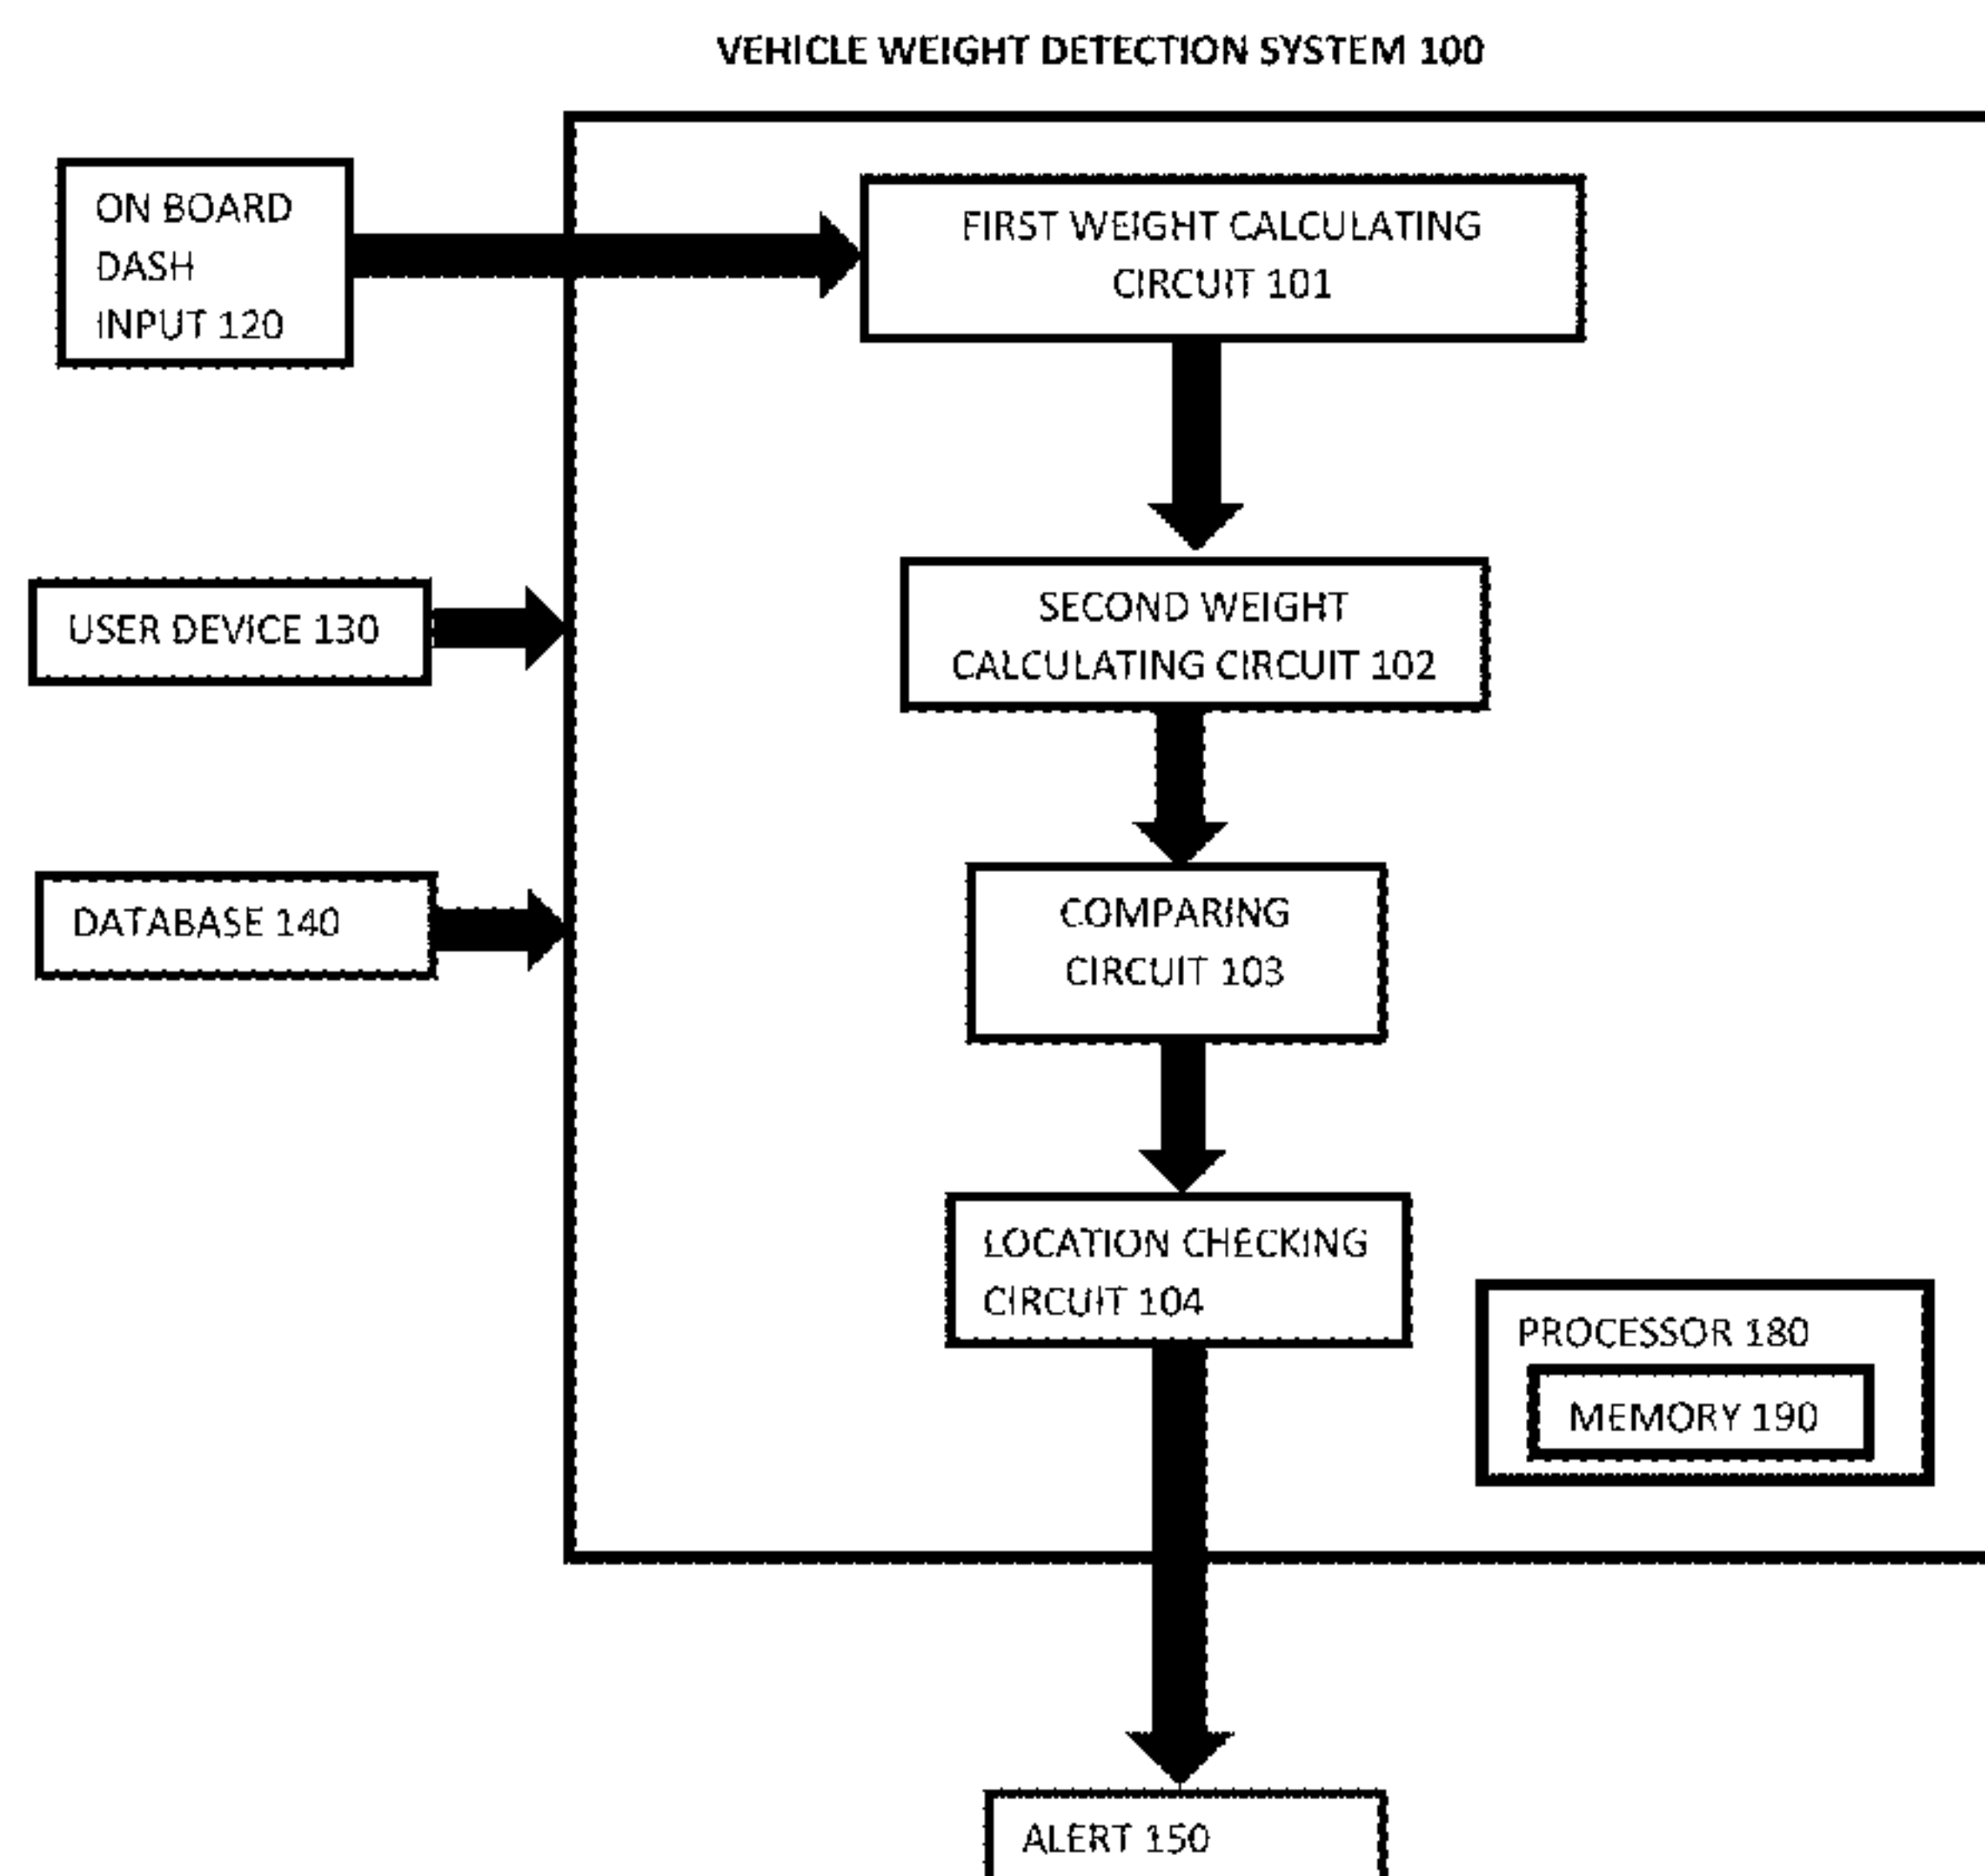 VEHICLE WEIGHT DETECTION SYSTEM 100
ON BOARD
DASH
INPUT 120
FIRST WEIGHT CALCULATING
CIRCUIT 101
USER DEVICE 130
SECOND WEIGHT
CALCULATING CIRCUIT 102
DATABASE 140
COMPARING
CIRCUIT 103
LOCATION CHECKING
CIRCUIT 104
PROCESSOR 180
MEMORY 190
ALERT 150